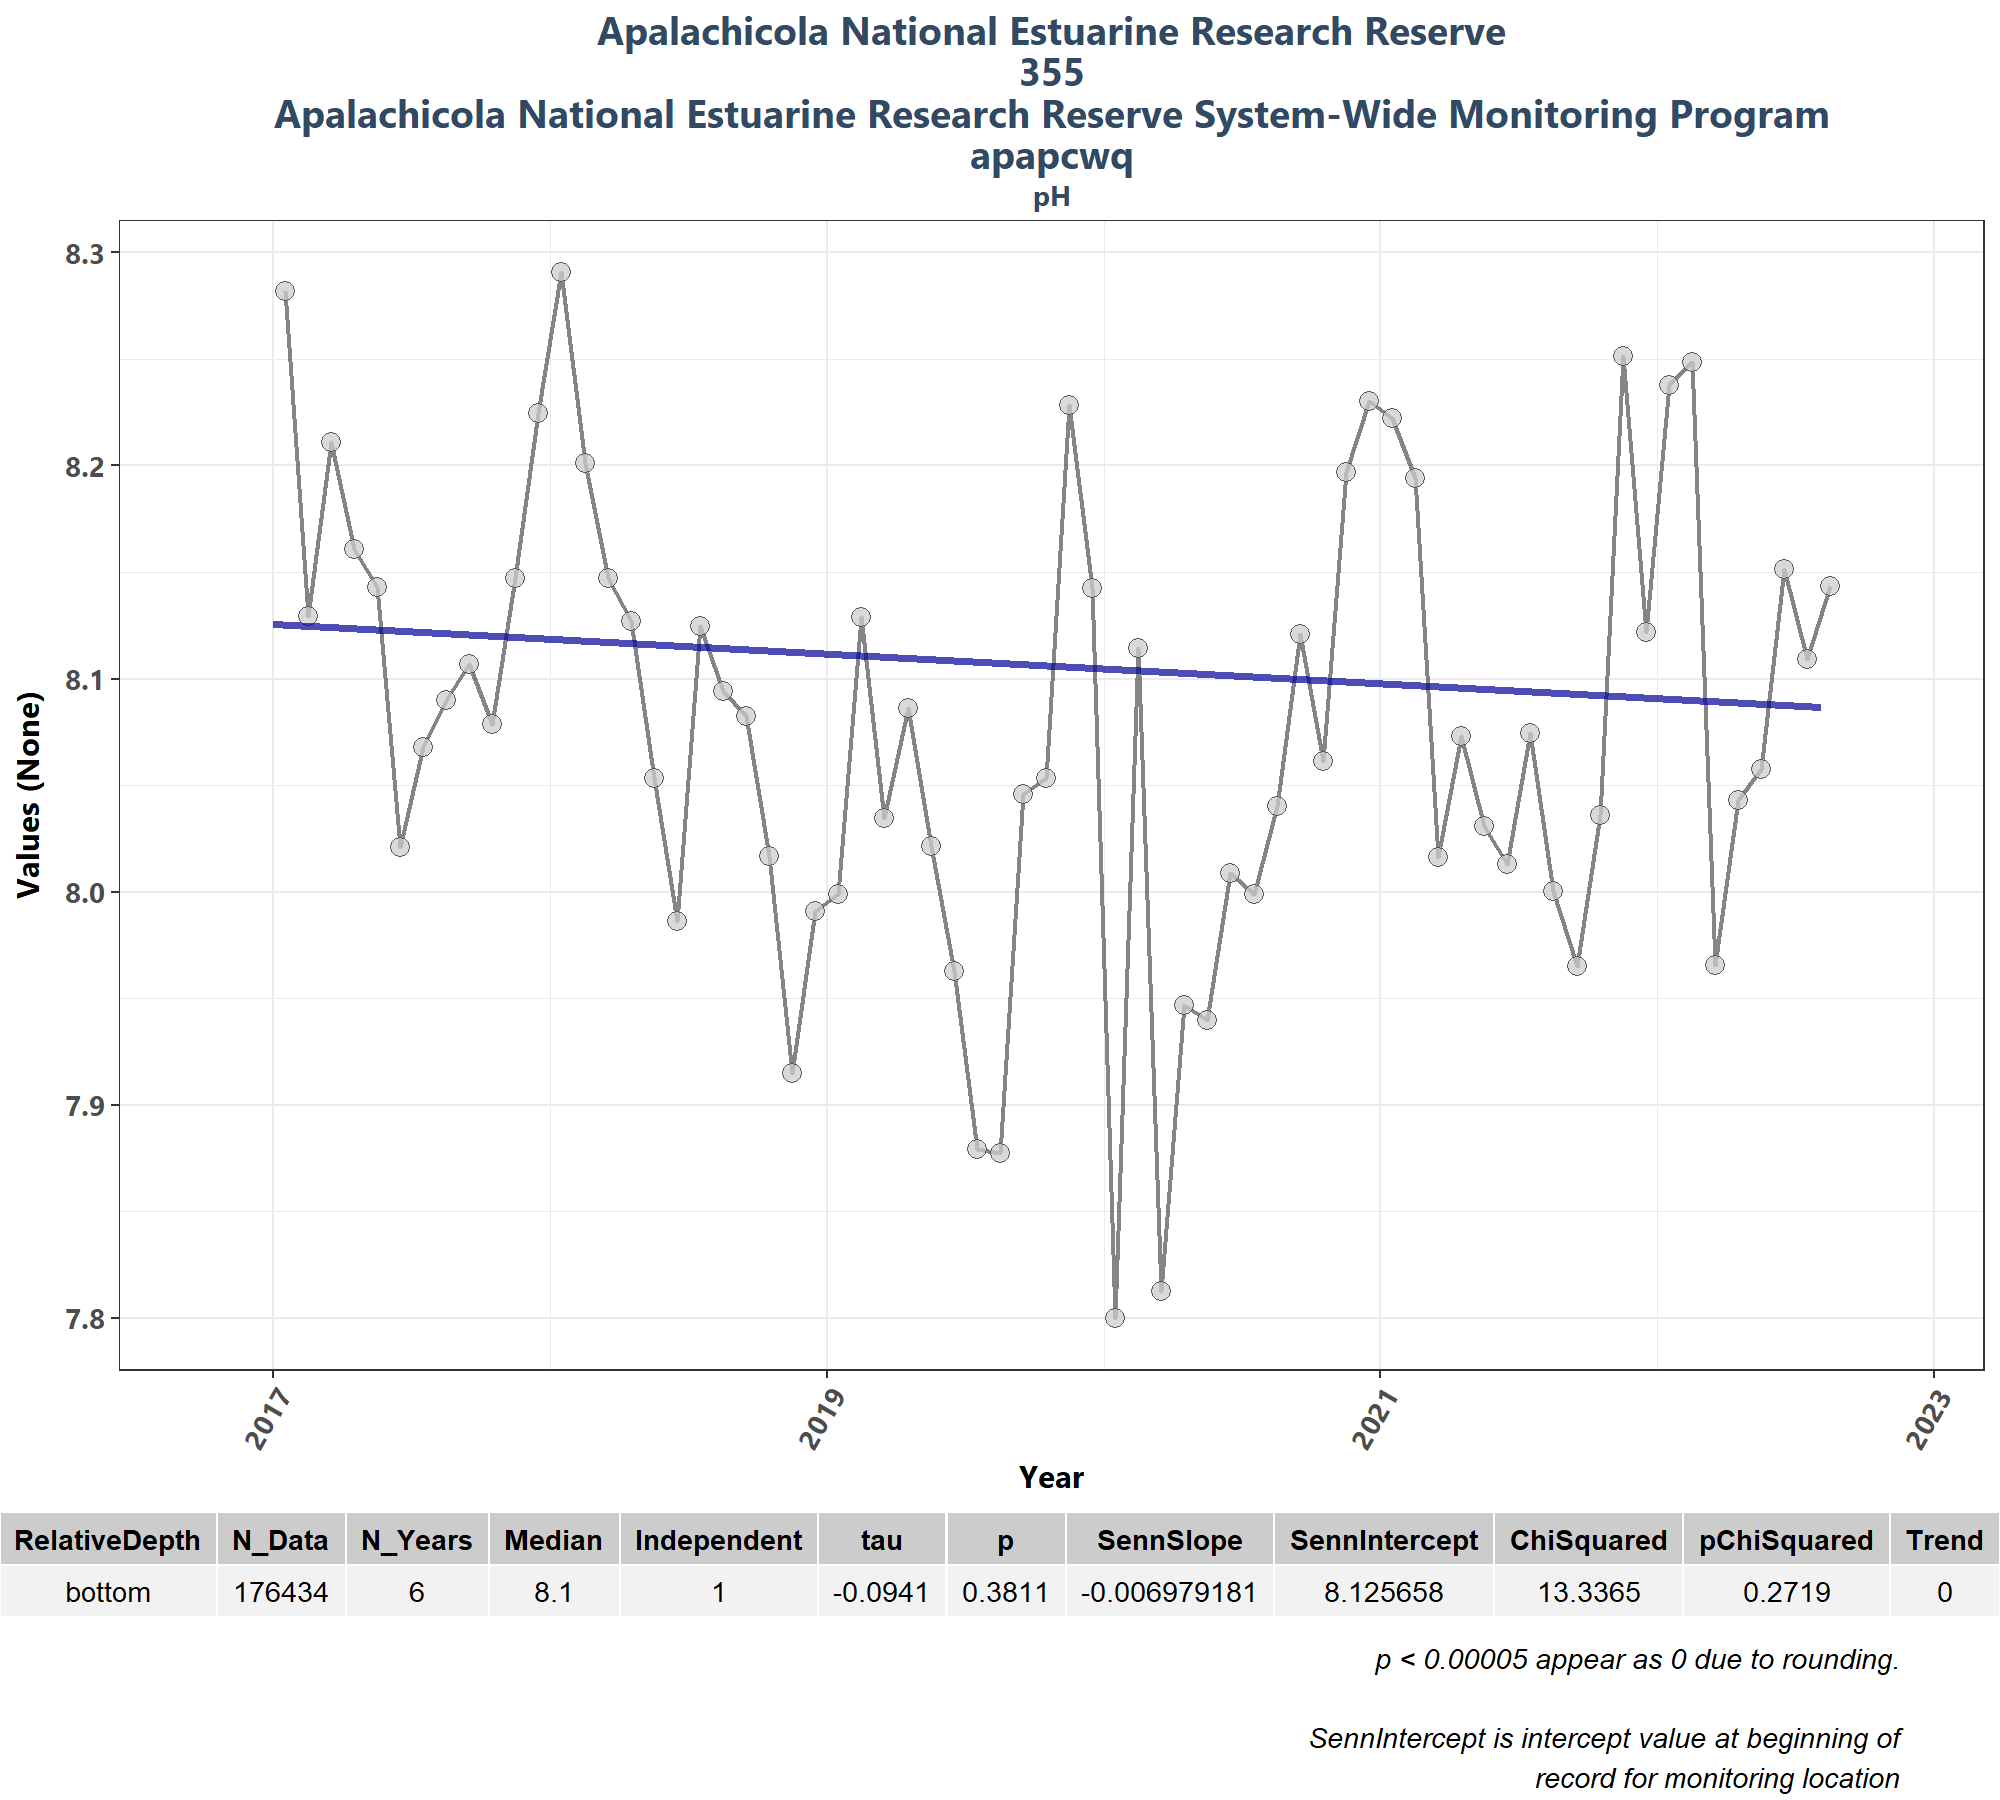 Apalachicola National Estuarine Research Reserve
355
Apalachicola National Estuarine Research Reserve System-Wide Monitoring Program
apapcwq
pH
8.3
8.2
8.1
8.0
7.9
7.8
Values (None)
2017 2019 2021 2023
Year
RelativeDepth N_Data N_Years Median Independent tau p SennSlope SennIntercept ChiSquared pChiSquared Trend
bottom 176434 6 8.1 1 -0.0941 0.3811 -0.006979181 8.125658 13.3365 0.2719 0
p < 0.00005 appear as 0 due to rounding.
SennIntercept is intercept value at beginning of
record for monitoring location